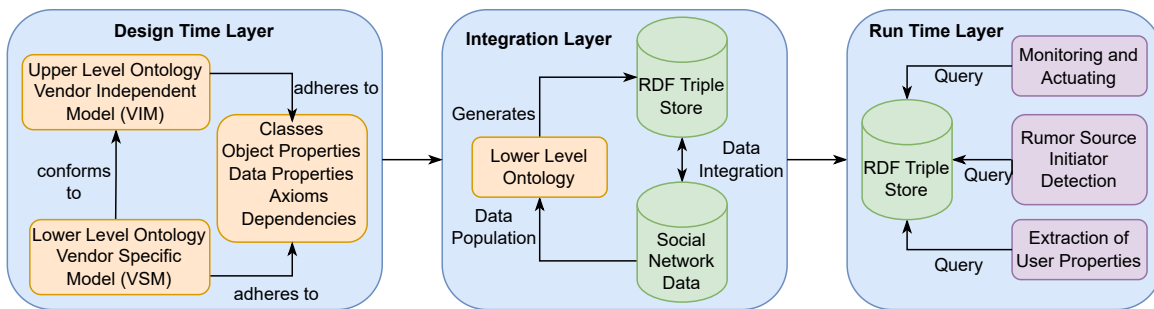 Design Time Layer
Upper Level Ontology
Vendor Independent
Model (VIM)
adheres to
Classes
Object Properties
Data Properties
Axioms
Dependencies
conforms
to
Lower Level Ontology
Vendor Specific
Model (VSM)
adheres to
Integration Layer
RDF Triple
Store
Generates
Lower Level
Ontology
Data
Integration
Data
Population
Social
Network
Data
Run Time Layer
Monitoring and
Actuating
Query
RDF Triple
Store
Rumor Source
Initiator
Detection
Query
Extraction of
User Properties
Query